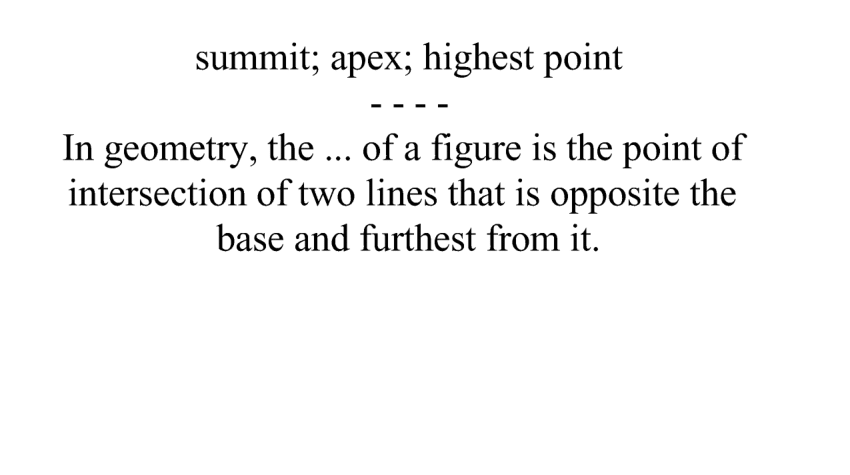 summit; apex; highest point
- - - -
In geometry, the ... of a figure is the point of
intersection of two lines that is opposite the
base and furthest from it.